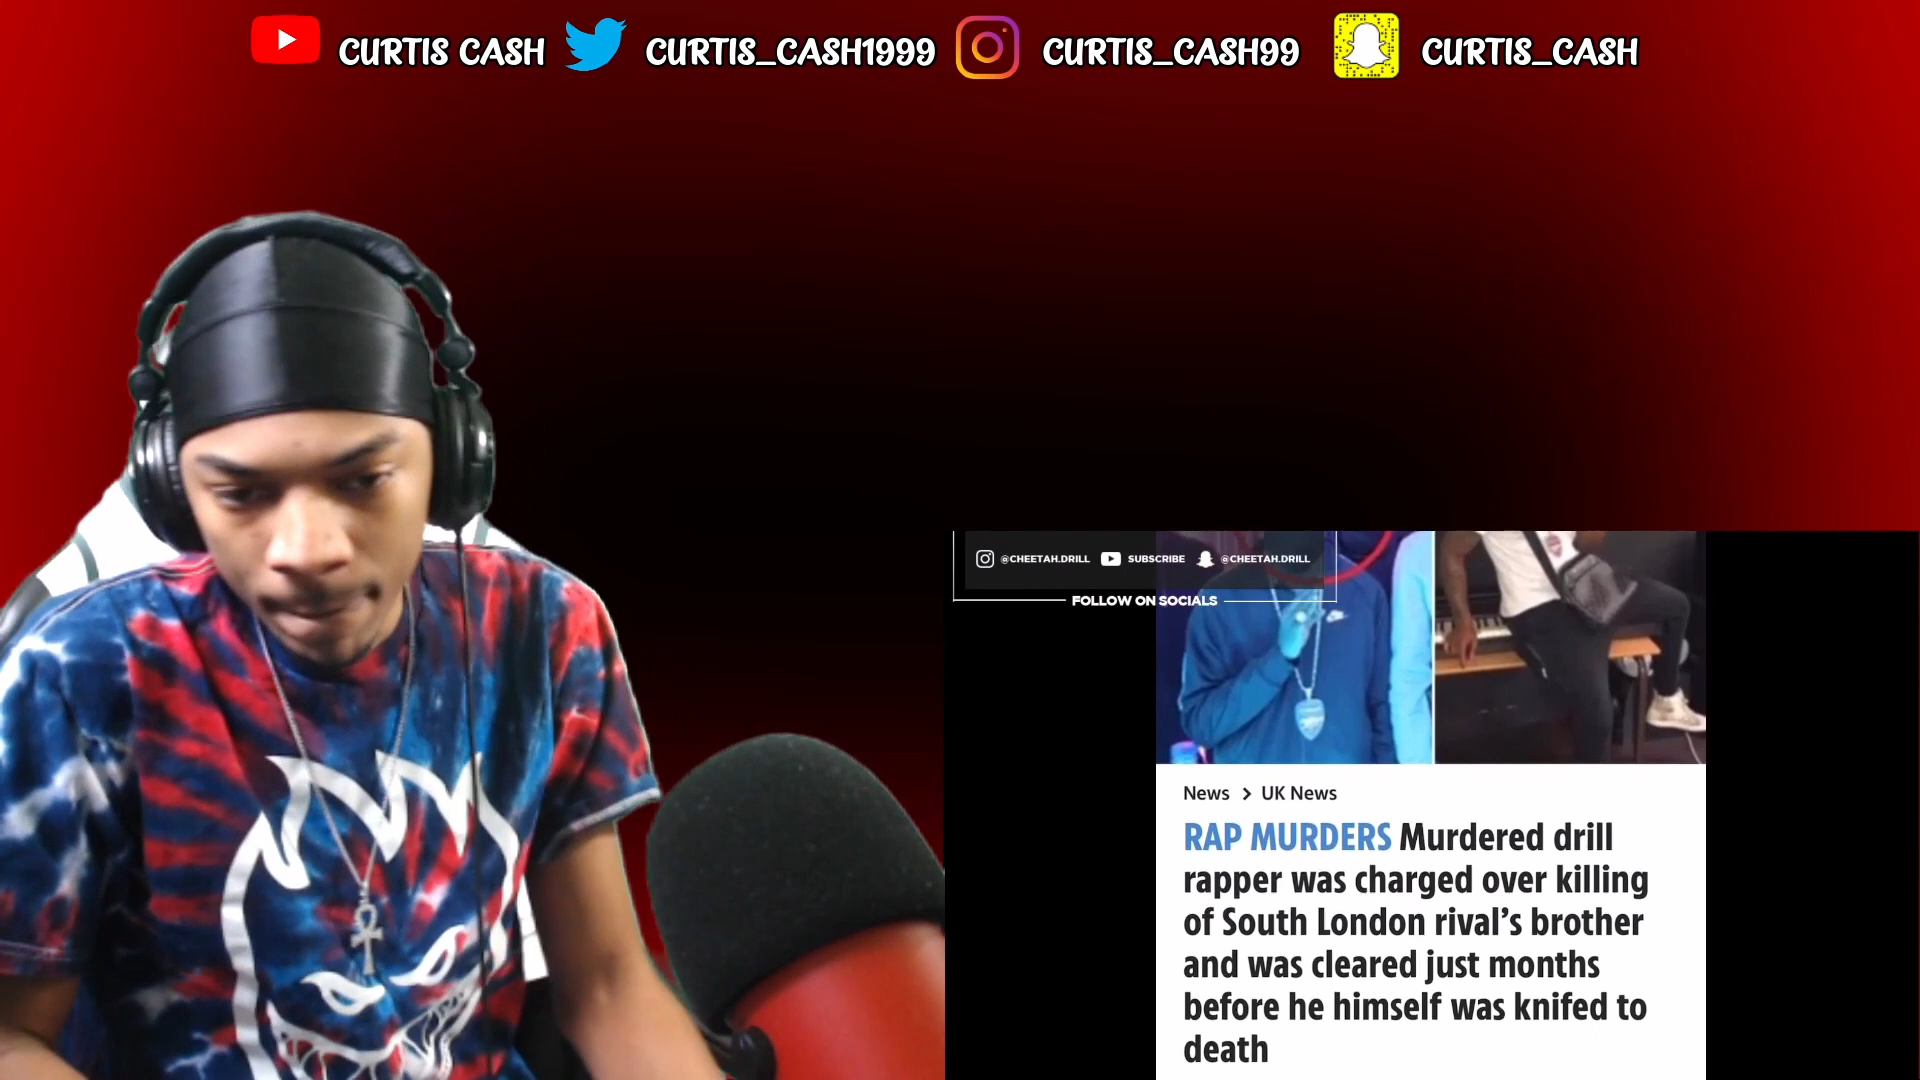 CURTIS CASH CURTIS_CASH1999 CURTIS_CASH99 CURTIS_CASH
@CHEETAH.DRILL SUBSCRIBE @CHEETAH.DRILL
FOLLOW ON SOCIALS
News > UK News
RAP MURDERS Murdered drill
rapper was charged over killing
of South London rival's brother
and was cleared just months
before he himself was knifed to
death